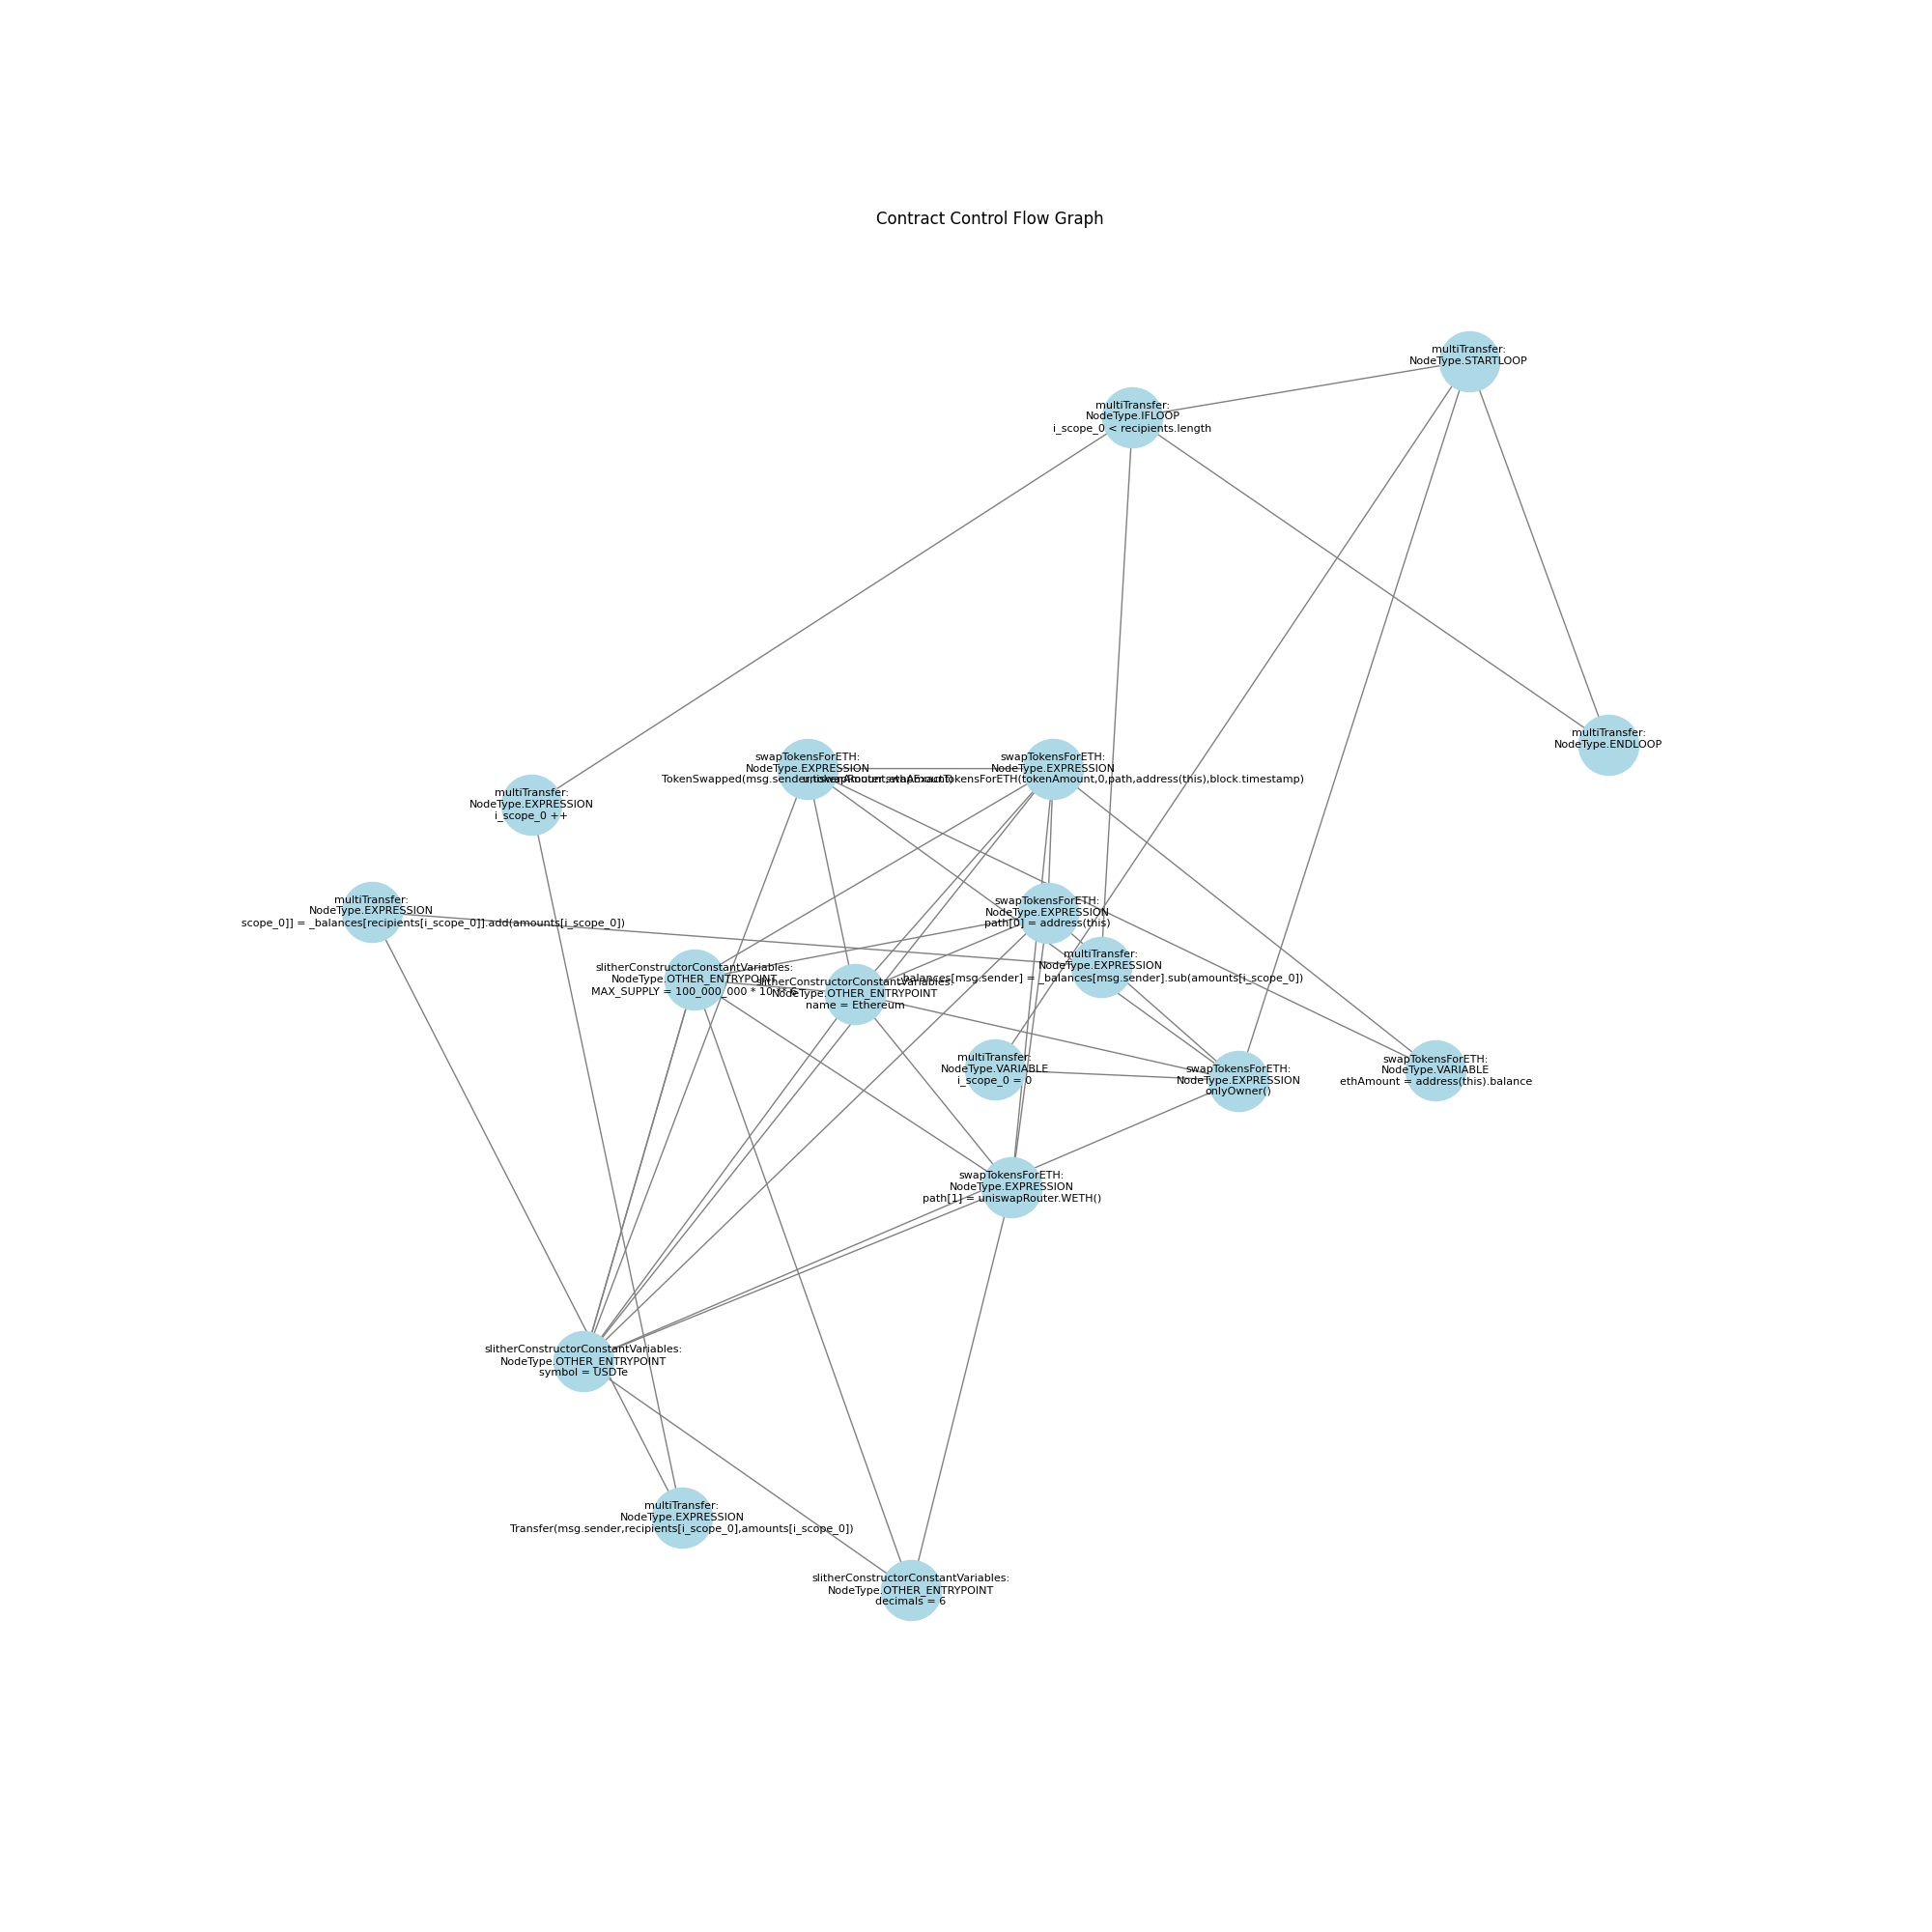 Contract Control Flow Graph
multiTransfer:
NodeType.STARTLOOP
multiTransfer:
NodeType.IFLOOP
i_scope_0 < recipients.length
multiTransfer:
NodeType.ENDLOOP
swapTokensForETH:
NodeType.EXPRESSION
TokenSwapped(msg.sender,tokenAmount,ethAmount)
swapTokensForETH:
NodeType.EXPRESSION
uniswapRouter.swapExactTokensForETH(tokenAmount,0,path,address(this),block.timestamp)
multiTransfer:
NodeType.EXPRESSION
i_scope_0 ++
multiTransfer:
NodeType.EXPRESSION
scope_0]] = _balances[recipients[i_scope_0]].add(amounts[i_scope_0])
swapTokensForETH:
NodeType.EXPRESSION
path[0] = address(this)
multiTransfer:
NodeType.EXPRESSION
_balances[msg.sender] = _balances[msg.sender].sub(amounts[i_scope_0])
slitherConstructorConstantVariables:
NodeType.OTHER_ENTRYPOINT
MAX_SUPPLY = 100_000_000 * 10 ** 6
slitherConstructorConstantVariables:
NodeType.OTHER_ENTRYPOINT
name = Ethereum
multiTransfer:
NodeType.VARIABLE
i_scope_0 = 0
swapTokensForETH:
NodeType.EXPRESSION
onlyOwner()
swapTokensForETH:
NodeType.VARIABLE
ethAmount = address(this).balance
swapTokensForETH:
NodeType.EXPRESSION
path[1] = uniswapRouter.WETH()
slitherConstructorConstantVariables:
NodeType.OTHER_ENTRYPOINT
symbol = USDTe
multiTransfer:
NodeType.EXPRESSION
Transfer(msg.sender,recipients[i_scope_0],amounts[i_scope_0])
slitherConstructorConstantVariables:
NodeType.OTHER_ENTRYPOINT
decimals = 6